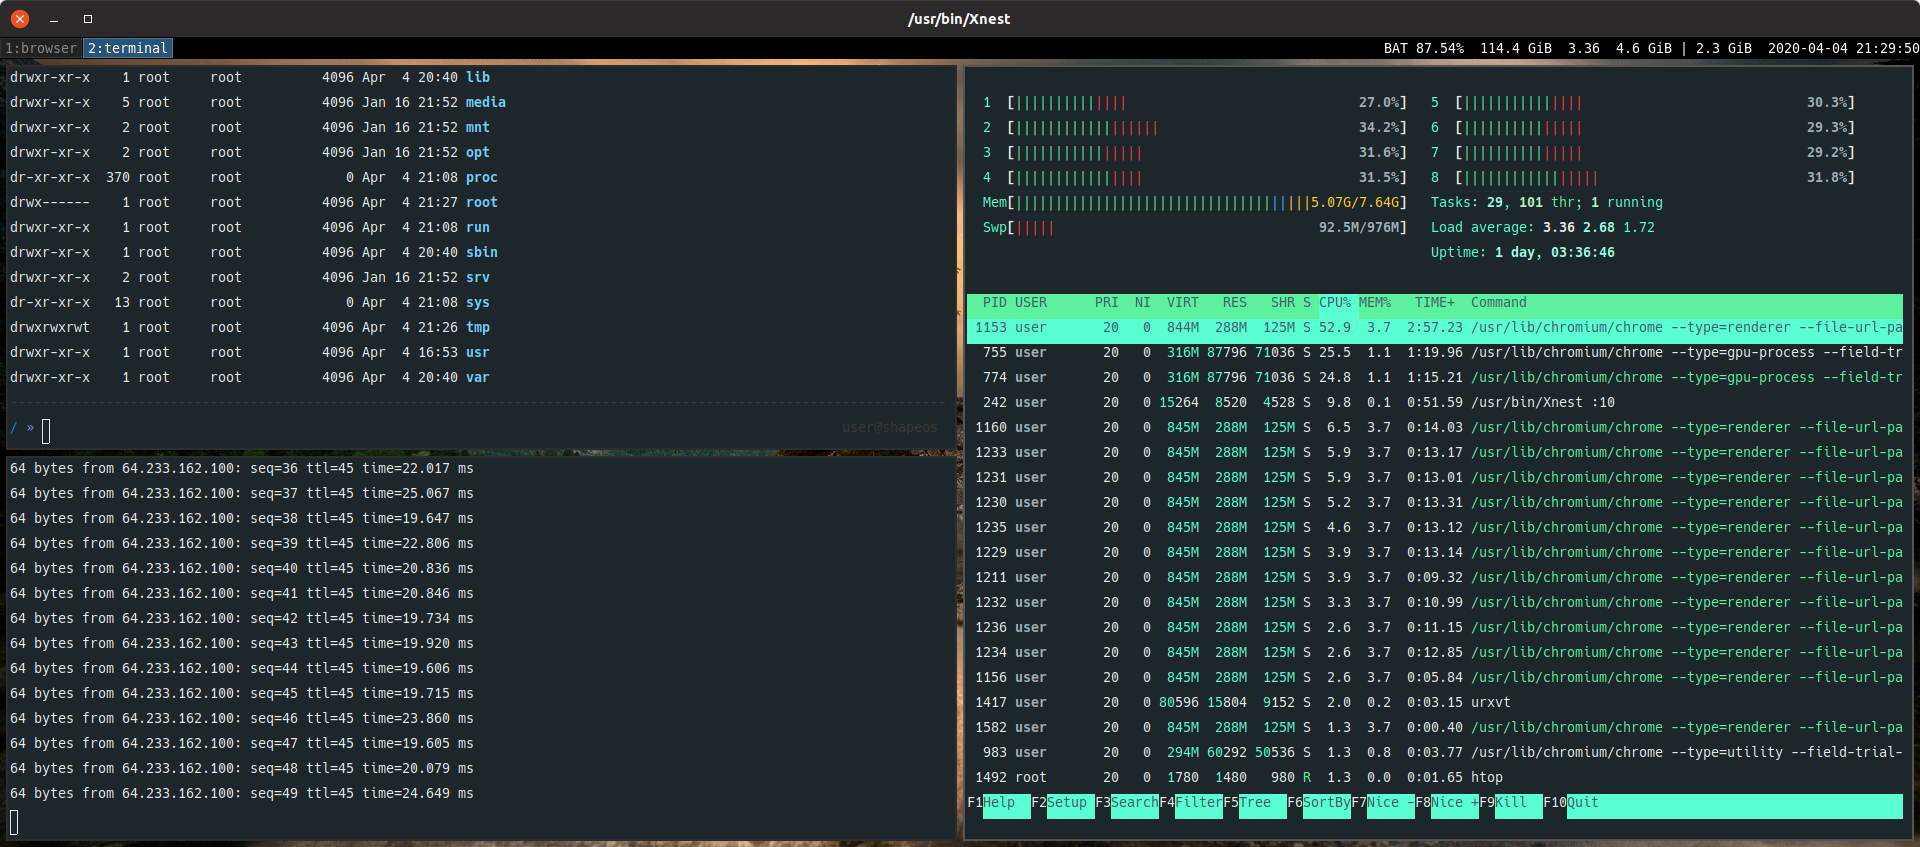 /usr/bin/Xnest
1:browser 2:terminal BAT 87.54% 114.4 GiB 3.36 4.6 GiB | 2.3 GiB 2020-04-04 21:29:50
drwxr-xr-x 1 root root 4096 Apr 4 20:40 lib
drwxr-xr-x 5 root root 4096 Jan 16 21:52 media
drwxr-xr-x 2 root root 4096 Jan 16 21:52 mnt
drwxr-xr-x 2 root root 4096 Jan 16 21:52 opt
dr-xr-xr-x 370 root root 0 Apr 4 21:08 proc
drwx------ 1 root root 4096 Apr 4 21:27 root
drwxr-xr-x 1 root root 4096 Apr 4 21:08 run
drwxr-xr-x 1 root root 4096 Apr 4 20:40 sbin
drwxr-xr-x 2 root root 4096 Jan 16 21:52 srv
dr-xr-xr-x 13 root root 0 Apr 4 21:08 sys
drwxrwxrwt 1 root root 4096 Apr 4 21:26 tmp
drwxr-xr-x 1 root root 4096 Apr 4 16:53 usr
drwxr-xr-x 1 root root 4096 Apr 4 20:40 var
/ » user@shapeos
64 bytes from 64.233.162.100: seq=36 ttl=45 time=22.017 ms
64 bytes from 64.233.162.100: seq=37 ttl=45 time=25.067 ms
64 bytes from 64.233.162.100: seq=38 ttl=45 time=19.647 ms
64 bytes from 64.233.162.100: seq=39 ttl=45 time=22.806 ms
64 bytes from 64.233.162.100: seq=40 ttl=45 time=20.836 ms
64 bytes from 64.233.162.100: seq=41 ttl=45 time=20.846 ms
64 bytes from 64.233.162.100: seq=42 ttl=45 time=19.734 ms
64 bytes from 64.233.162.100: seq=43 ttl=45 time=19.920 ms
64 bytes from 64.233.162.100: seq=44 ttl=45 time=19.606 ms
64 bytes from 64.233.162.100: seq=45 ttl=45 time=19.715 ms
64 bytes from 64.233.162.100: seq=46 ttl=45 time=23.860 ms
64 bytes from 64.233.162.100: seq=47 ttl=45 time=19.605 ms
64 bytes from 64.233.162.100: seq=48 ttl=45 time=20.079 ms
64 bytes from 64.233.162.100: seq=49 ttl=45 time=24.649 ms
1 [|||||||||||||| 27.0%] 5 [||||||||||||||| 30.3%]
2 [|||||||||||||||||| 34.2%] 6 [||||||||||||||| 29.3%]
3 [|||||||||||||||| 31.6%] 7 [||||||||||||||| 29.2%]
4 [|||||||||||||||| 31.5%] 8 [||||||||||||||||| 31.8%]
Mem[|||||||||||||||||||||||||||||||||||||5.07G/7.64G] Tasks: 29, 101 thr; 1 running
Swp[||||| 92.5M/976M] Load average: 3.36 2.68 1.72
Uptime: 1 day, 03:36:46
PID USER PRI NI VIRT RES SHR S CPU% MEM% TIME+ Command
1153 user 20 0 844M 288M 125M S 52.9 3.7 2:57.23 /usr/lib/chromium/chrome --type=renderer --file-url-pa
755 user 20 0 316M 87796 71036 S 25.5 1.1 1:19.96 /usr/lib/chromium/chrome --type=gpu-process --field-tr
774 user 20 0 316M 87796 71036 S 24.8 1.1 1:15.21 /usr/lib/chromium/chrome --type=gpu-process --field-tr
242 user 20 0 15264 8520 4528 S 9.8 0.1 0:51.59 /usr/bin/Xnest :10
1160 user 20 0 845M 288M 125M S 6.5 3.7 0:14.03 /usr/lib/chromium/chrome --type=renderer --file-url-pa
1233 user 20 0 845M 288M 125M S 5.9 3.7 0:13.17 /usr/lib/chromium/chrome --type=renderer --file-url-pa
1231 user 20 0 845M 288M 125M S 5.9 3.7 0:13.01 /usr/lib/chromium/chrome --type=renderer --file-url-pa
1230 user 20 0 845M 288M 125M S 5.2 3.7 0:13.31 /usr/lib/chromium/chrome --type=renderer --file-url-pa
1235 user 20 0 845M 288M 125M S 4.6 3.7 0:13.12 /usr/lib/chromium/chrome --type=renderer --file-url-pa
1229 user 20 0 845M 288M 125M S 3.9 3.7 0:13.14 /usr/lib/chromium/chrome --type=renderer --file-url-pa
1211 user 20 0 845M 288M 125M S 3.9 3.7 0:09.32 /usr/lib/chromium/chrome --type=renderer --file-url-pa
1232 user 20 0 845M 288M 125M S 3.3 3.7 0:10.99 /usr/lib/chromium/chrome --type=renderer --file-url-pa
1236 user 20 0 845M 288M 125M S 2.6 3.7 0:11.15 /usr/lib/chromium/chrome --type=renderer --file-url-pa
1234 user 20 0 845M 288M 125M S 2.6 3.7 0:12.85 /usr/lib/chromium/chrome --type=renderer --file-url-pa
1156 user 20 0 845M 288M 125M S 2.6 3.7 0:05.84 /usr/lib/chromium/chrome --type=renderer --file-url-pa
1417 user 20 0 80596 15804 9152 S 2.0 0.2 0:03.15 urxvt
1582 user 20 0 845M 288M 125M S 1.3 3.7 0:00.40 /usr/lib/chromium/chrome --type=renderer --file-url-pa
983 user 20 0 294M 60292 50536 S 1.3 0.8 0:03.77 /usr/lib/chromium/chrome --type=utility --field-trial-
1492 root 20 0 1780 1480 980 R 1.3 0.0 0:01.65 htop
F1Help F2Setup F3SearchF4FilterF5Tree F6SortByF7Nice -F8Nice +F9Kill F10Quit